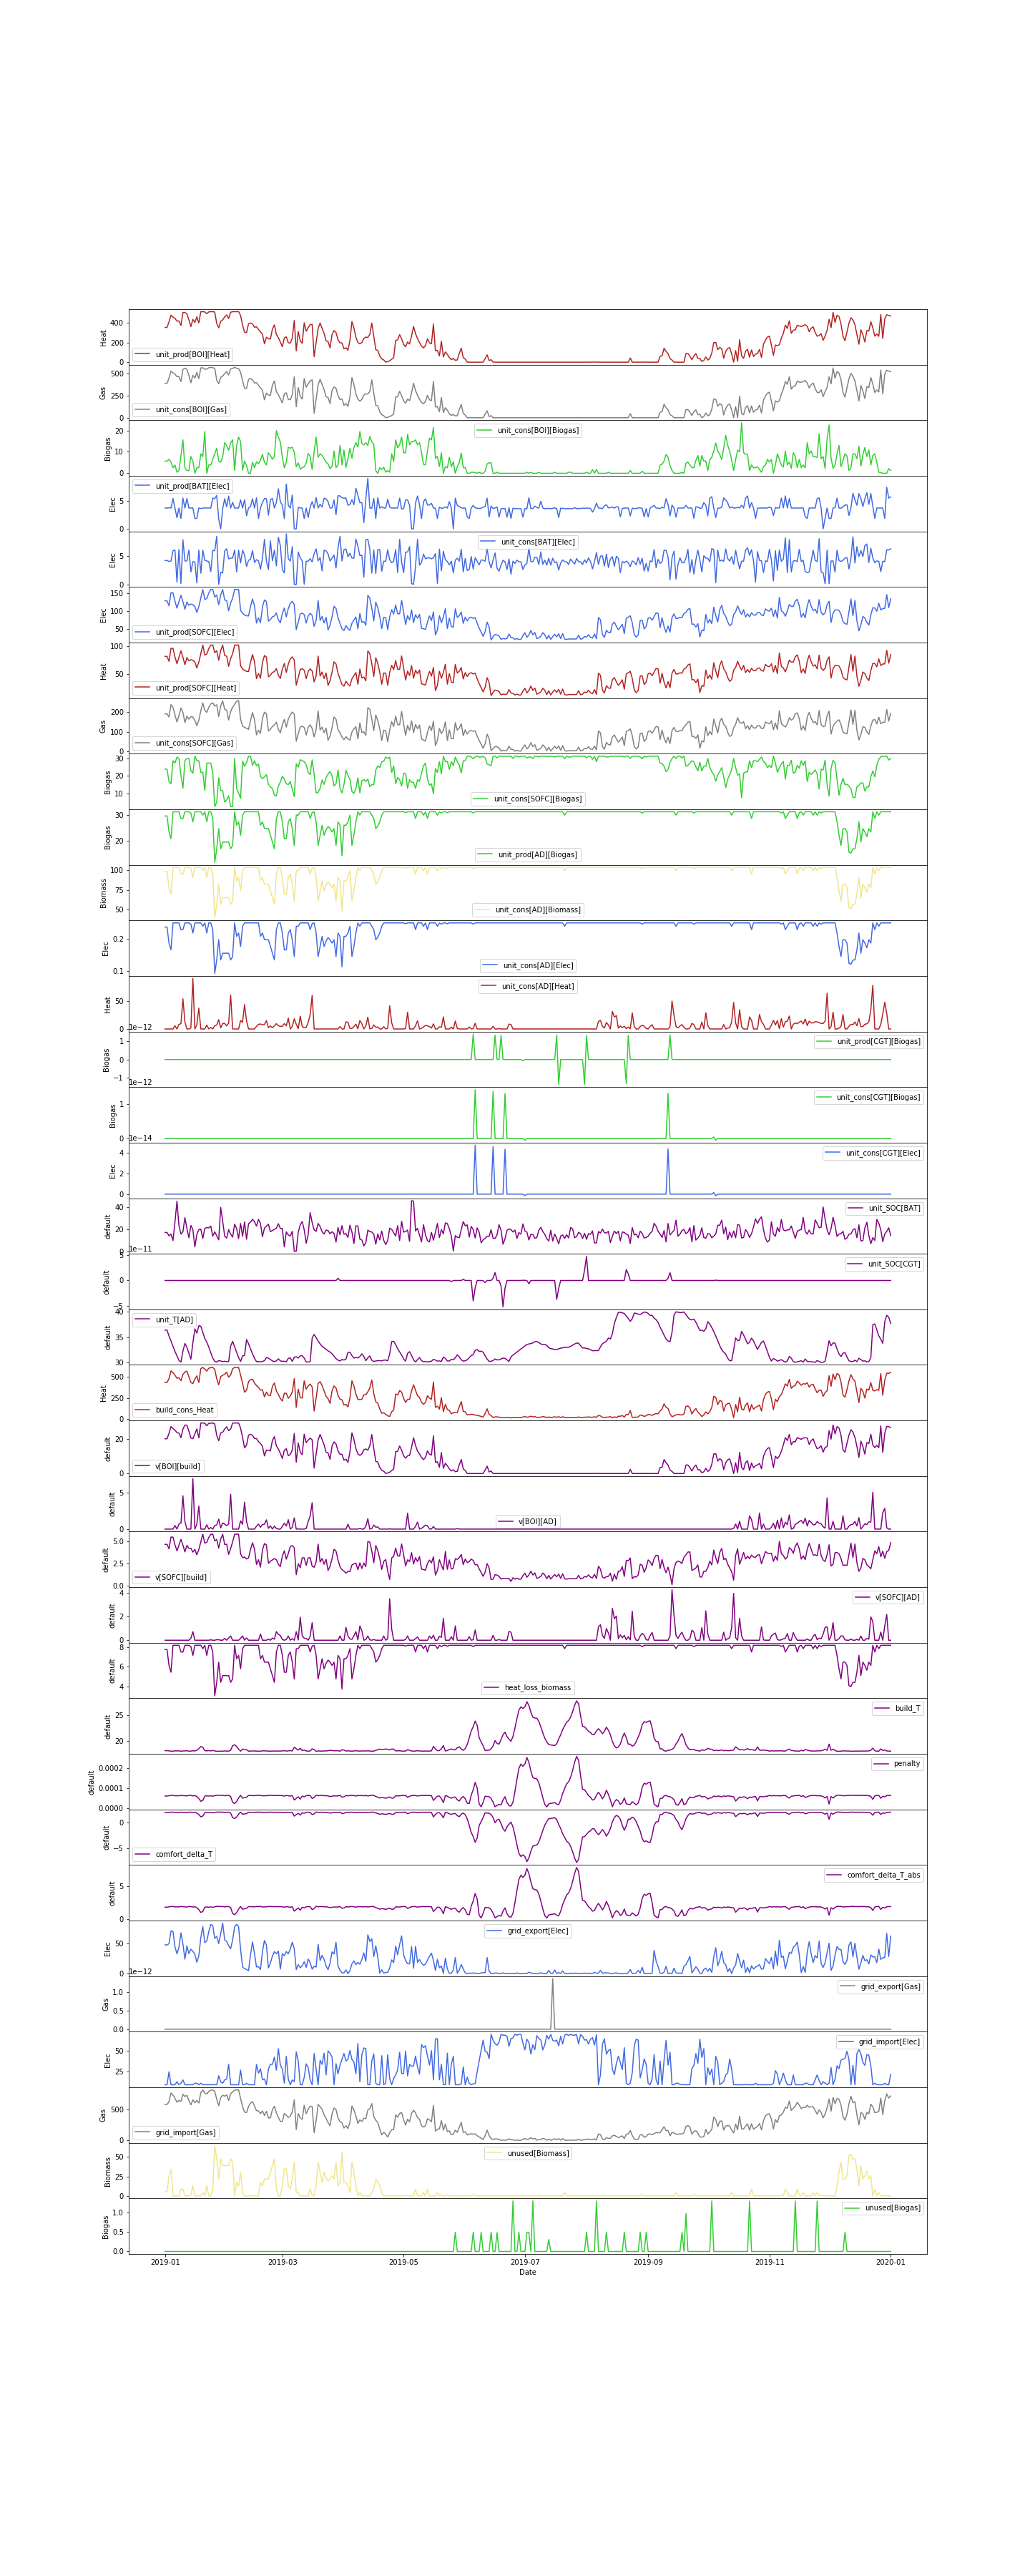 Heat
400
200
0
unit_prod[BOI][Heat]
Gas
500
250
0
unit_cons[BOI][Gas]
Biogas
20
10
0
unit_cons[BOI][Biogas]
Elec
5
0
unit_prod[BAT][Elec]
Elec
5
0
unit_cons[BAT][Elec]
Elec
150
100
50
unit_prod[SOFC][Elec]
Heat
100
50
unit_prod[SOFC][Heat]
Gas
200
100
0
unit_cons[SOFC][Gas]
Biogas
30
20
10
unit_cons[SOFC][Biogas]
Biogas
30
20
unit_prod[AD][Biogas]
Biomass
100
75
50
unit_cons[AD][Biomass]
Elec
0.2
0.1
unit_cons[AD][Elec]
Heat
50
0
unit_cons[AD][Heat]
1e−12
Biogas
1
0
−1
unit_prod[CGT][Biogas]
1e−12
Biogas
1
0
unit_cons[CGT][Biogas]
1e−14
Elec
4
2
0
unit_cons[CGT][Elec]
default
40
20
0
unit_SOC[BAT]
1e−11
default
5
0
−5
unit_SOC[CGT]
default
40
35
30
unit_T[AD]
Heat
500
250
0
build_cons_Heat
default
20
0
v[BOI][build]
default
5
0
v[BOI][AD]
default
5.0
2.5
0.0
v[SOFC][build]
default
4
2
0
v[SOFC][AD]
default
8
6
4
heat_loss_biomass
default
25
20
build_T
default
0.0002
0.0001
0.0000
penalty
default
0
−5
comfort_delta_T
default
5
0
comfort_delta_T_abs
Elec
50
0
grid_export[Elec]
1e−12
Gas
1.0
0.5
0.0
grid_export[Gas]
Elec
50
25
grid_import[Elec]
Gas
500
0
grid_import[Gas]
Biomass
50
25
0
unused[Biomass]
Biogas
1.0
0.5
0.0
unused[Biogas]
2019-01 2019-03 2019-05 2019-07 2019-09 2019-11 2020-01
Date